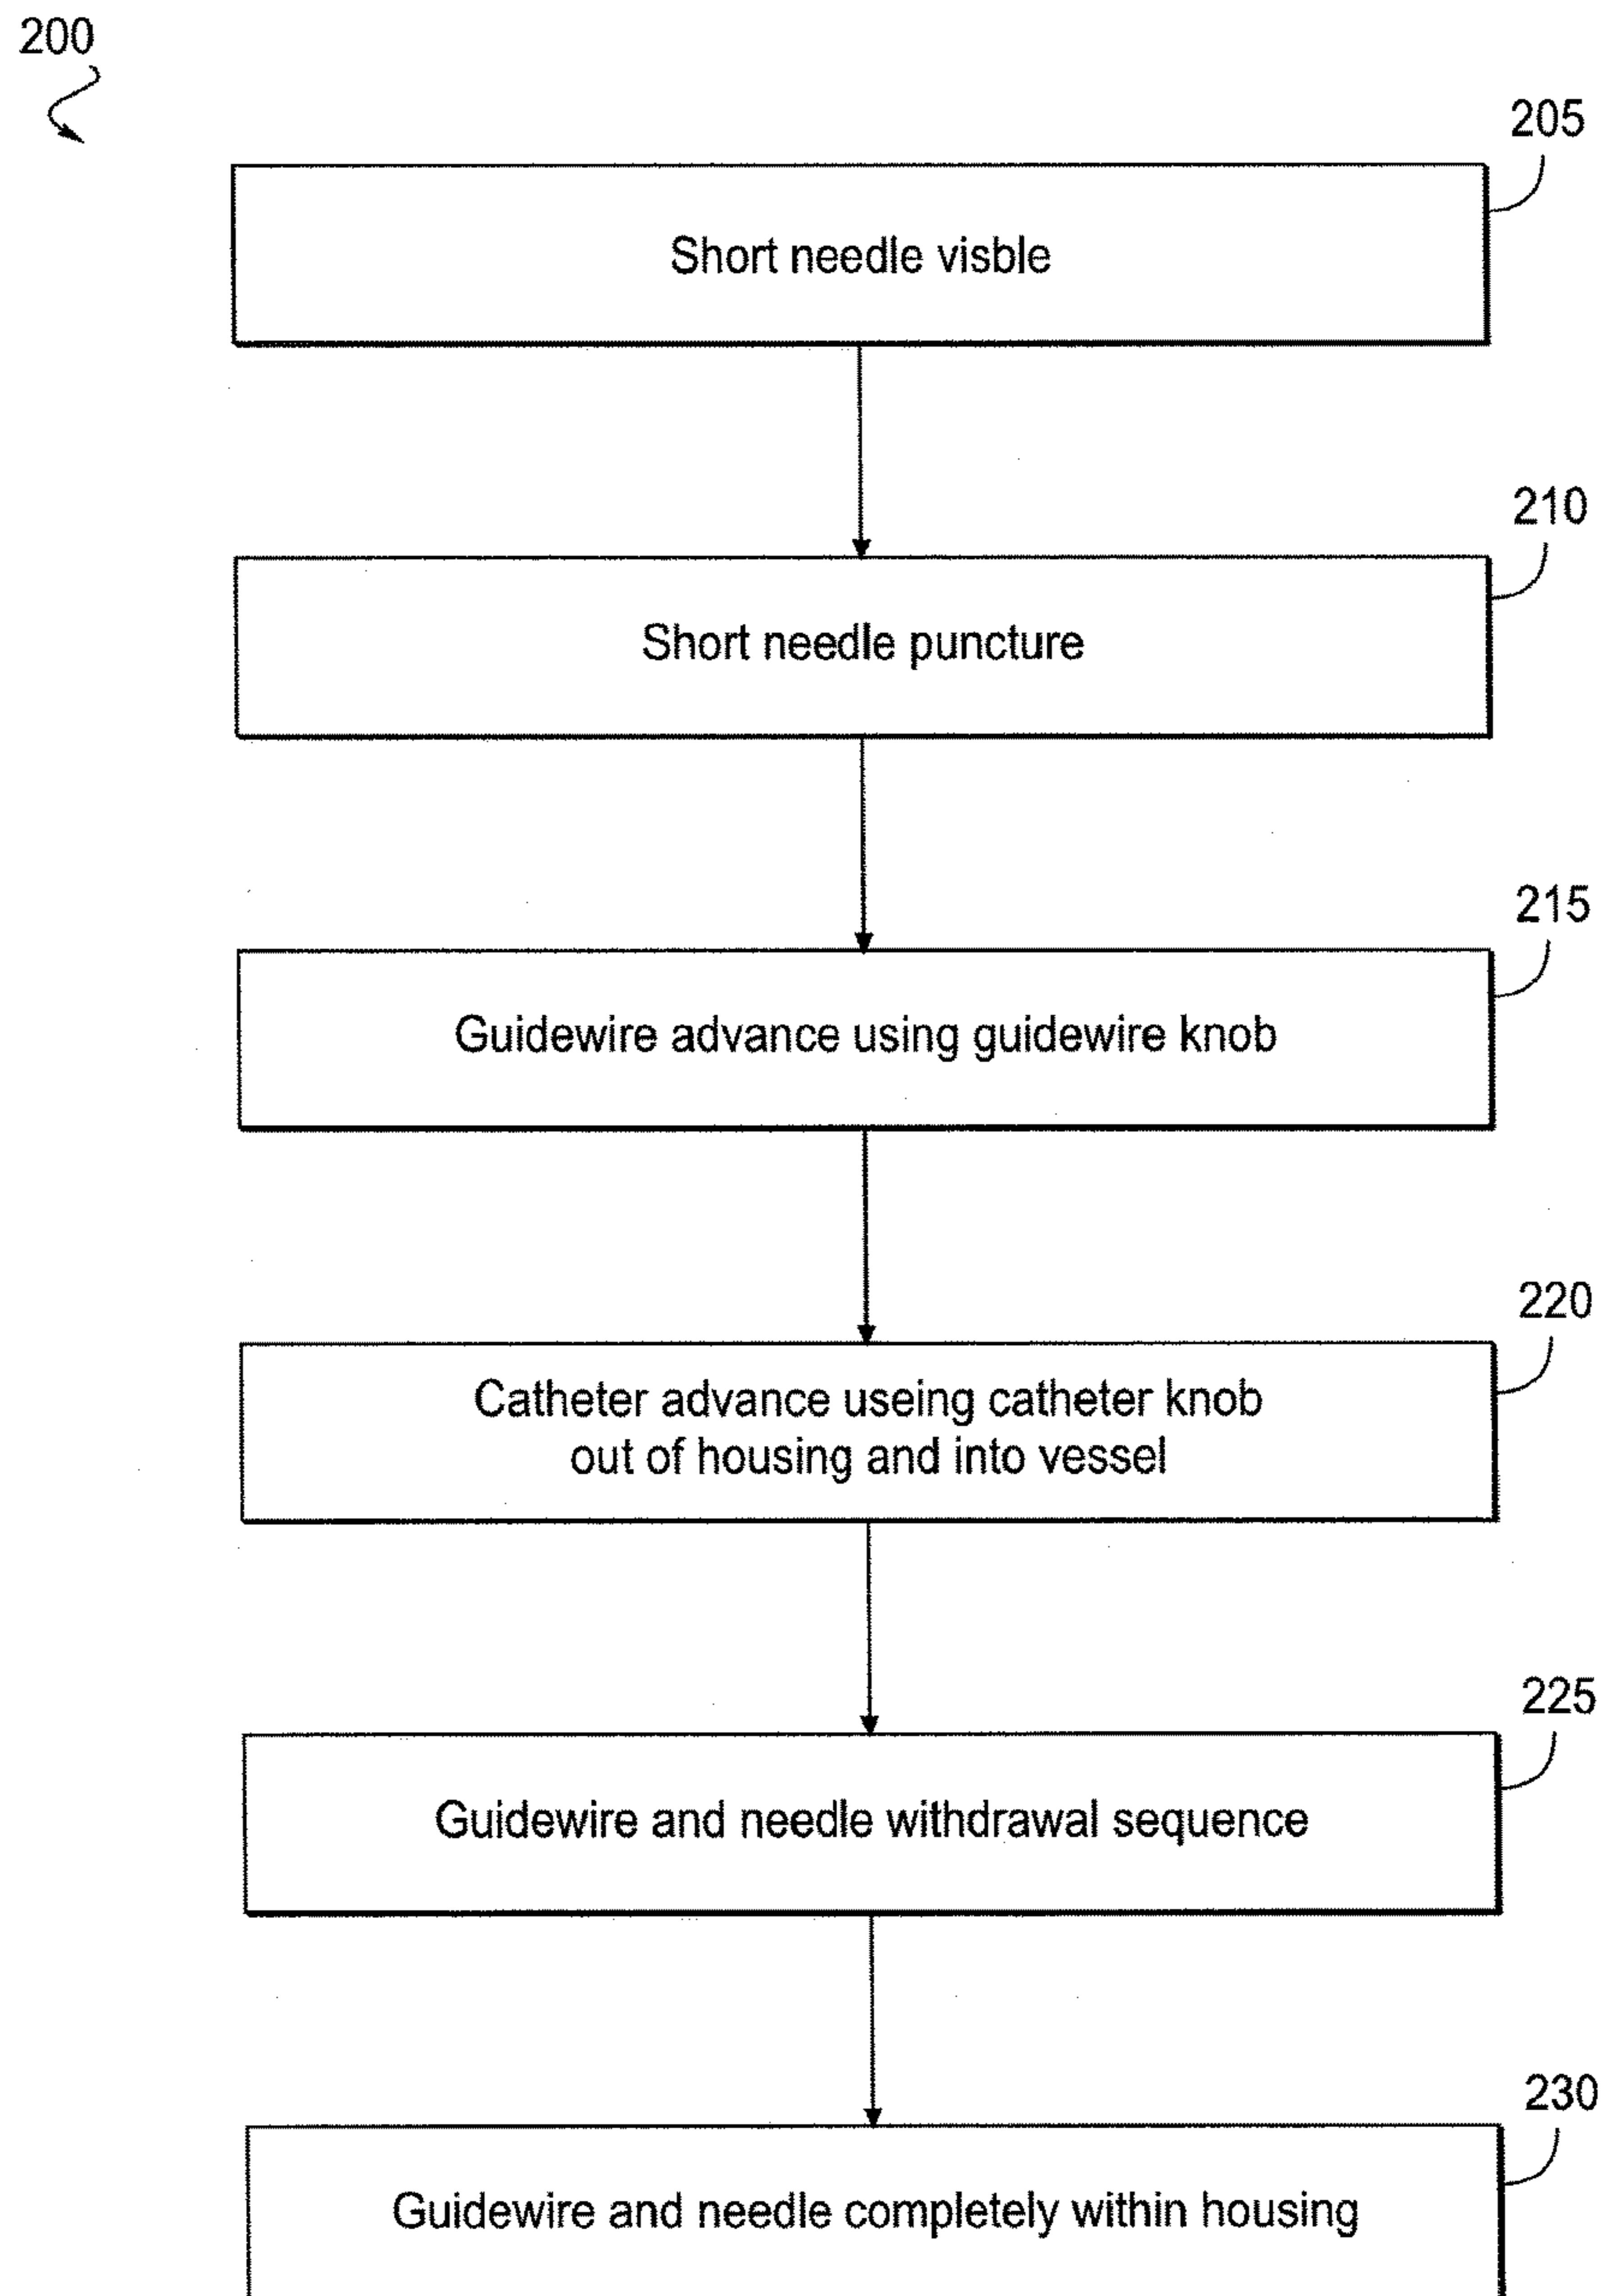 200
205
Short needle visble
210
Short needle puncture
215
Guidewire advance using guidewire knob
220
Catheter advance useing catheter knob
out of housing and into vessel
225
Guidewire and needle withdrawal sequence
230
Guidewire and needle completely within housing